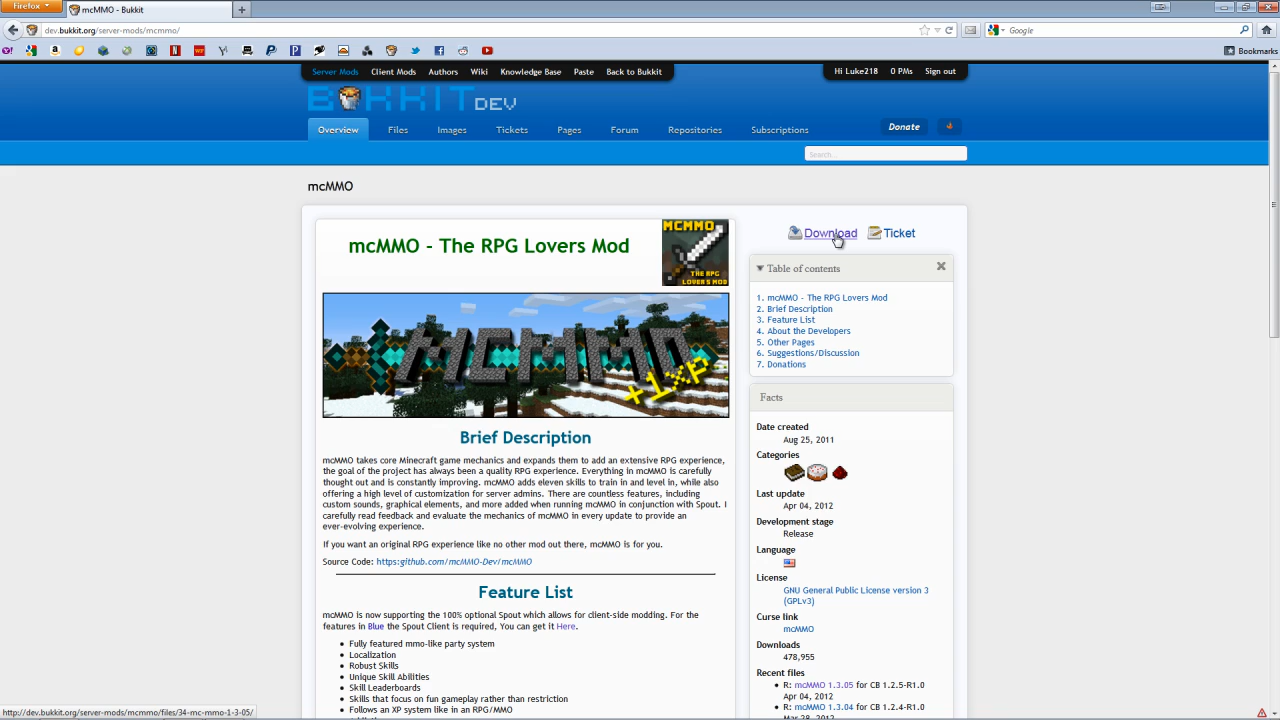 Firefox
mcMMO - Bukkit
dev.bukkit.org/server-mods/mcmmo/
Google
Bookmarks
Server Mods Client Mods Authors Wiki Knowledge Base Paste Back to Bukkit
Hi Luke218 0 PMs Sign out
BUKKIT DEV
Overview Files Images Tickets Pages Forum Repositories Subscriptions
Donate
Search...
mcMMO
mcMMO - The RPG Lovers Mod
MCMMO
THE RPG
LOVER'S MOD
Download Ticket
Table of contents
1. mcMMO - The RPG Lovers Mod
2. Brief Description
3. Feature List
4. About the Developers
5. Other Pages
6. Suggestions/Discussion
7. Donations
MCMMO
+1XP
Brief Description
mcMMO takes core Minecraft game mechanics and expands them to add an extensive RPG experience,
the goal of the project has always been a quality RPG experience. Everything in mcMMO is carefully
thought out and is constantly improving. mcMMO adds eleven skills to train in and level in, while also
offering a high level of customization for server admins. There are countless features, including
custom sounds, graphical elements, and more added when running mcMMO in conjunction with Spout. I
carefully read feedback and evaluate the mechanics of mcMMO in every update to provide an
ever-evolving experience.
If you want an original RPG experience like no other mod out there, mcMMO is for you.
Source Code: https:github.com/mcMMO-Dev/mcMMO
Feature List
mcMMO is now supporting the 100% optional Spout which allows for client-side modding. For the
features in Blue the Spout Client is required, You can get it Here.
• Fully featured mmo-like party system
• Localization
• Robust Skills
• Unique Skill Abilities
• Skill Leaderboards
• Skills that focus on fun gameplay rather than restriction
• Follows an XP system like in an RPG/MMO
Facts
Date created
Aug 25, 2011
Categories
Last update
Apr 04, 2012
Development stage
Release
Language
License
GNU General Public License version 3
(GPLv3)
Curse link
mcMMO
Downloads
478,955
Recent files
• R: mcMMO 1.3.05 for CB 1.2.5-R1.0
Apr 04, 2012
• R: mcMMO 1.3.04 for CB 1.2.4-R1.0
Mar 28, 2012
http://dev.bukkit.org/server-mods/mcmmo/files/34-mc-mmo-1-3-05/